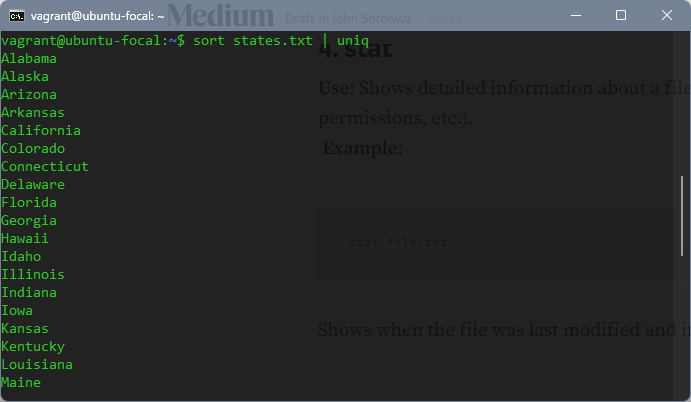 vagrant@ubuntu-focal: ~
Medium
Draft in John Sotonwa
Saved
vagrant@ubuntu-focal:~$ sort states.txt | uniq
4. stat
Alabama
Alaska
Use: Shows detailed information about a file
Arizona
Arkansas
permissions, etc.).
California
Colorado
Example:
Connecticut
Delaware
Florida
Georgia
Hawaii
stat file.txt
Idaho
Illinois
Indiana
Iowa
Kansas
Shows when the file was last modified and i
Kentucky
Louisiana
Maine